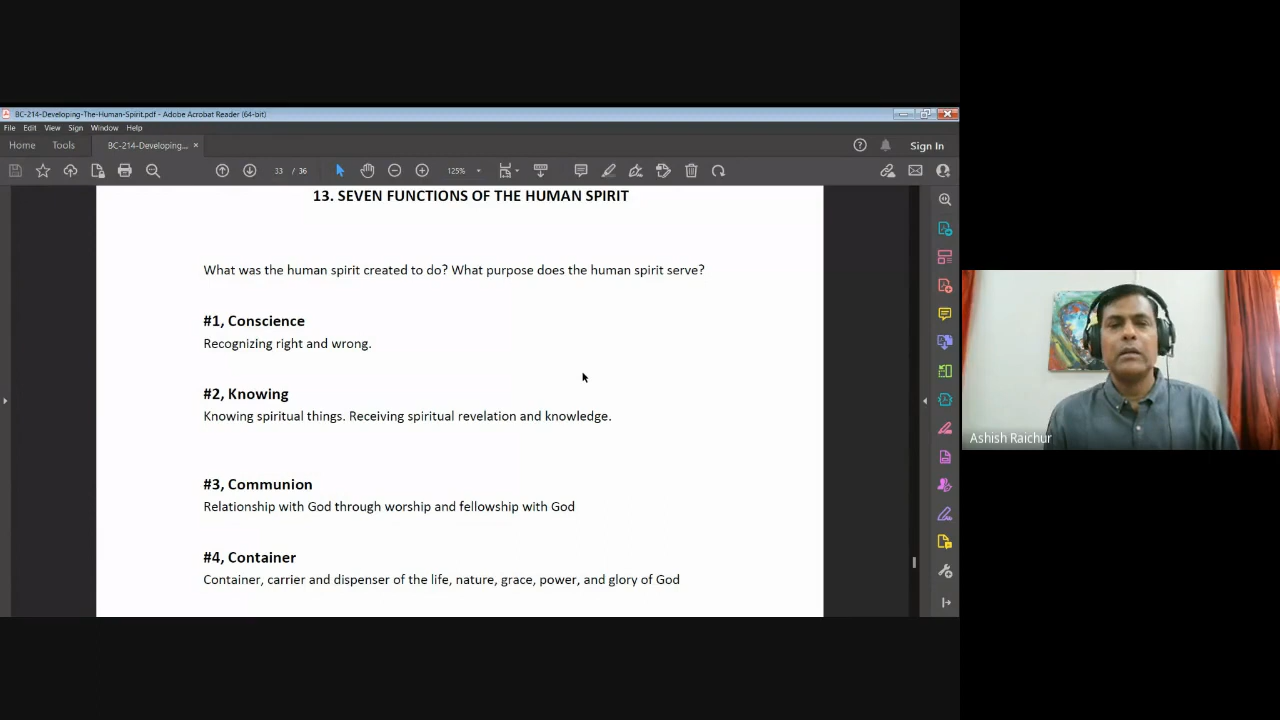 BC-214-Developing-The-Human-Spirit.pdf - Adobe Acrobat Reader (64-bit)
File Edit View Sign Window Help
Home Tools BC-214-Developing... × Sign In
33 / 36 125%
13. SEVEN FUNCTIONS OF THE HUMAN SPIRIT
What was the human spirit created to do? What purpose does the human spirit serve?
#1, Conscience
Recognizing right and wrong.
#2, Knowing
Knowing spiritual things. Receiving spiritual revelation and knowledge.
#3, Communion
Relationship with God through worship and fellowship with God
#4, Container
Container, carrier and dispenser of the life, nature, grace, power, and glory of God
Ashish Raichur